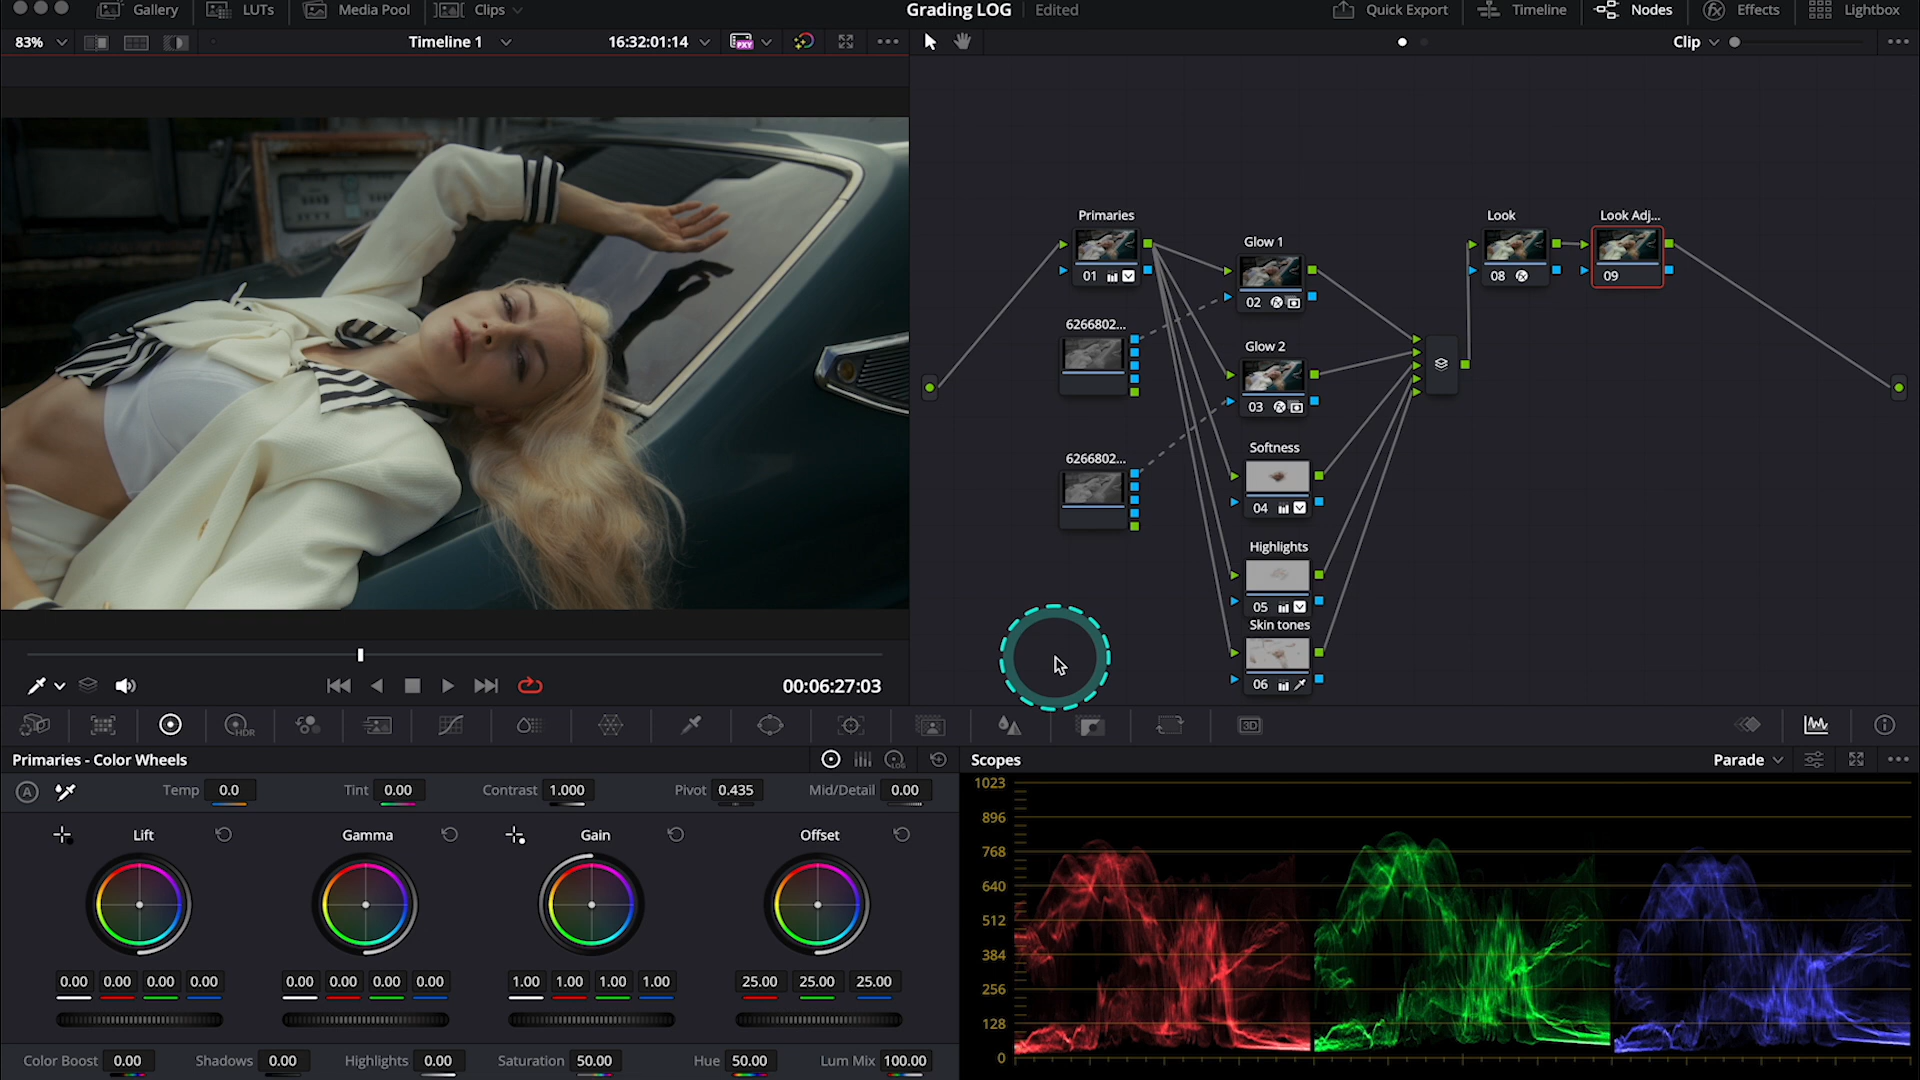 Gallery LUTs Media Pool Clips Grading LOG Edited Quick Export Timeline Nodes Effects Lightbox
83% Timeline 1 16:32:01:14 PXY Clip
Primaries
01
Glow 1
02
6266802...
Glow 2
03
6266802...
Softness
04
Highlights
05
Skin tones
06
Look
08
Look Adj...
09
00:06:27:03
HDR
3D
Primaries - Color Wheels
LOG
A Temp 0.0 Tint 0.00 Contrast 1.000 Pivot 0.435 Mid/Detail 0.00
Lift Gamma Gain Offset
0.00 0.00 0.00 0.00 0.00 0.00 0.00 0.00 1.00 1.00 1.00 1.00 25.00 25.00 25.00
Color Boost 0.00 Shadows 0.00 Highlights 0.00 Saturation 50.00 Hue 50.00 Lum Mix 100.00
Scopes Parade
1023
896
768
640
512
384
256
128
0